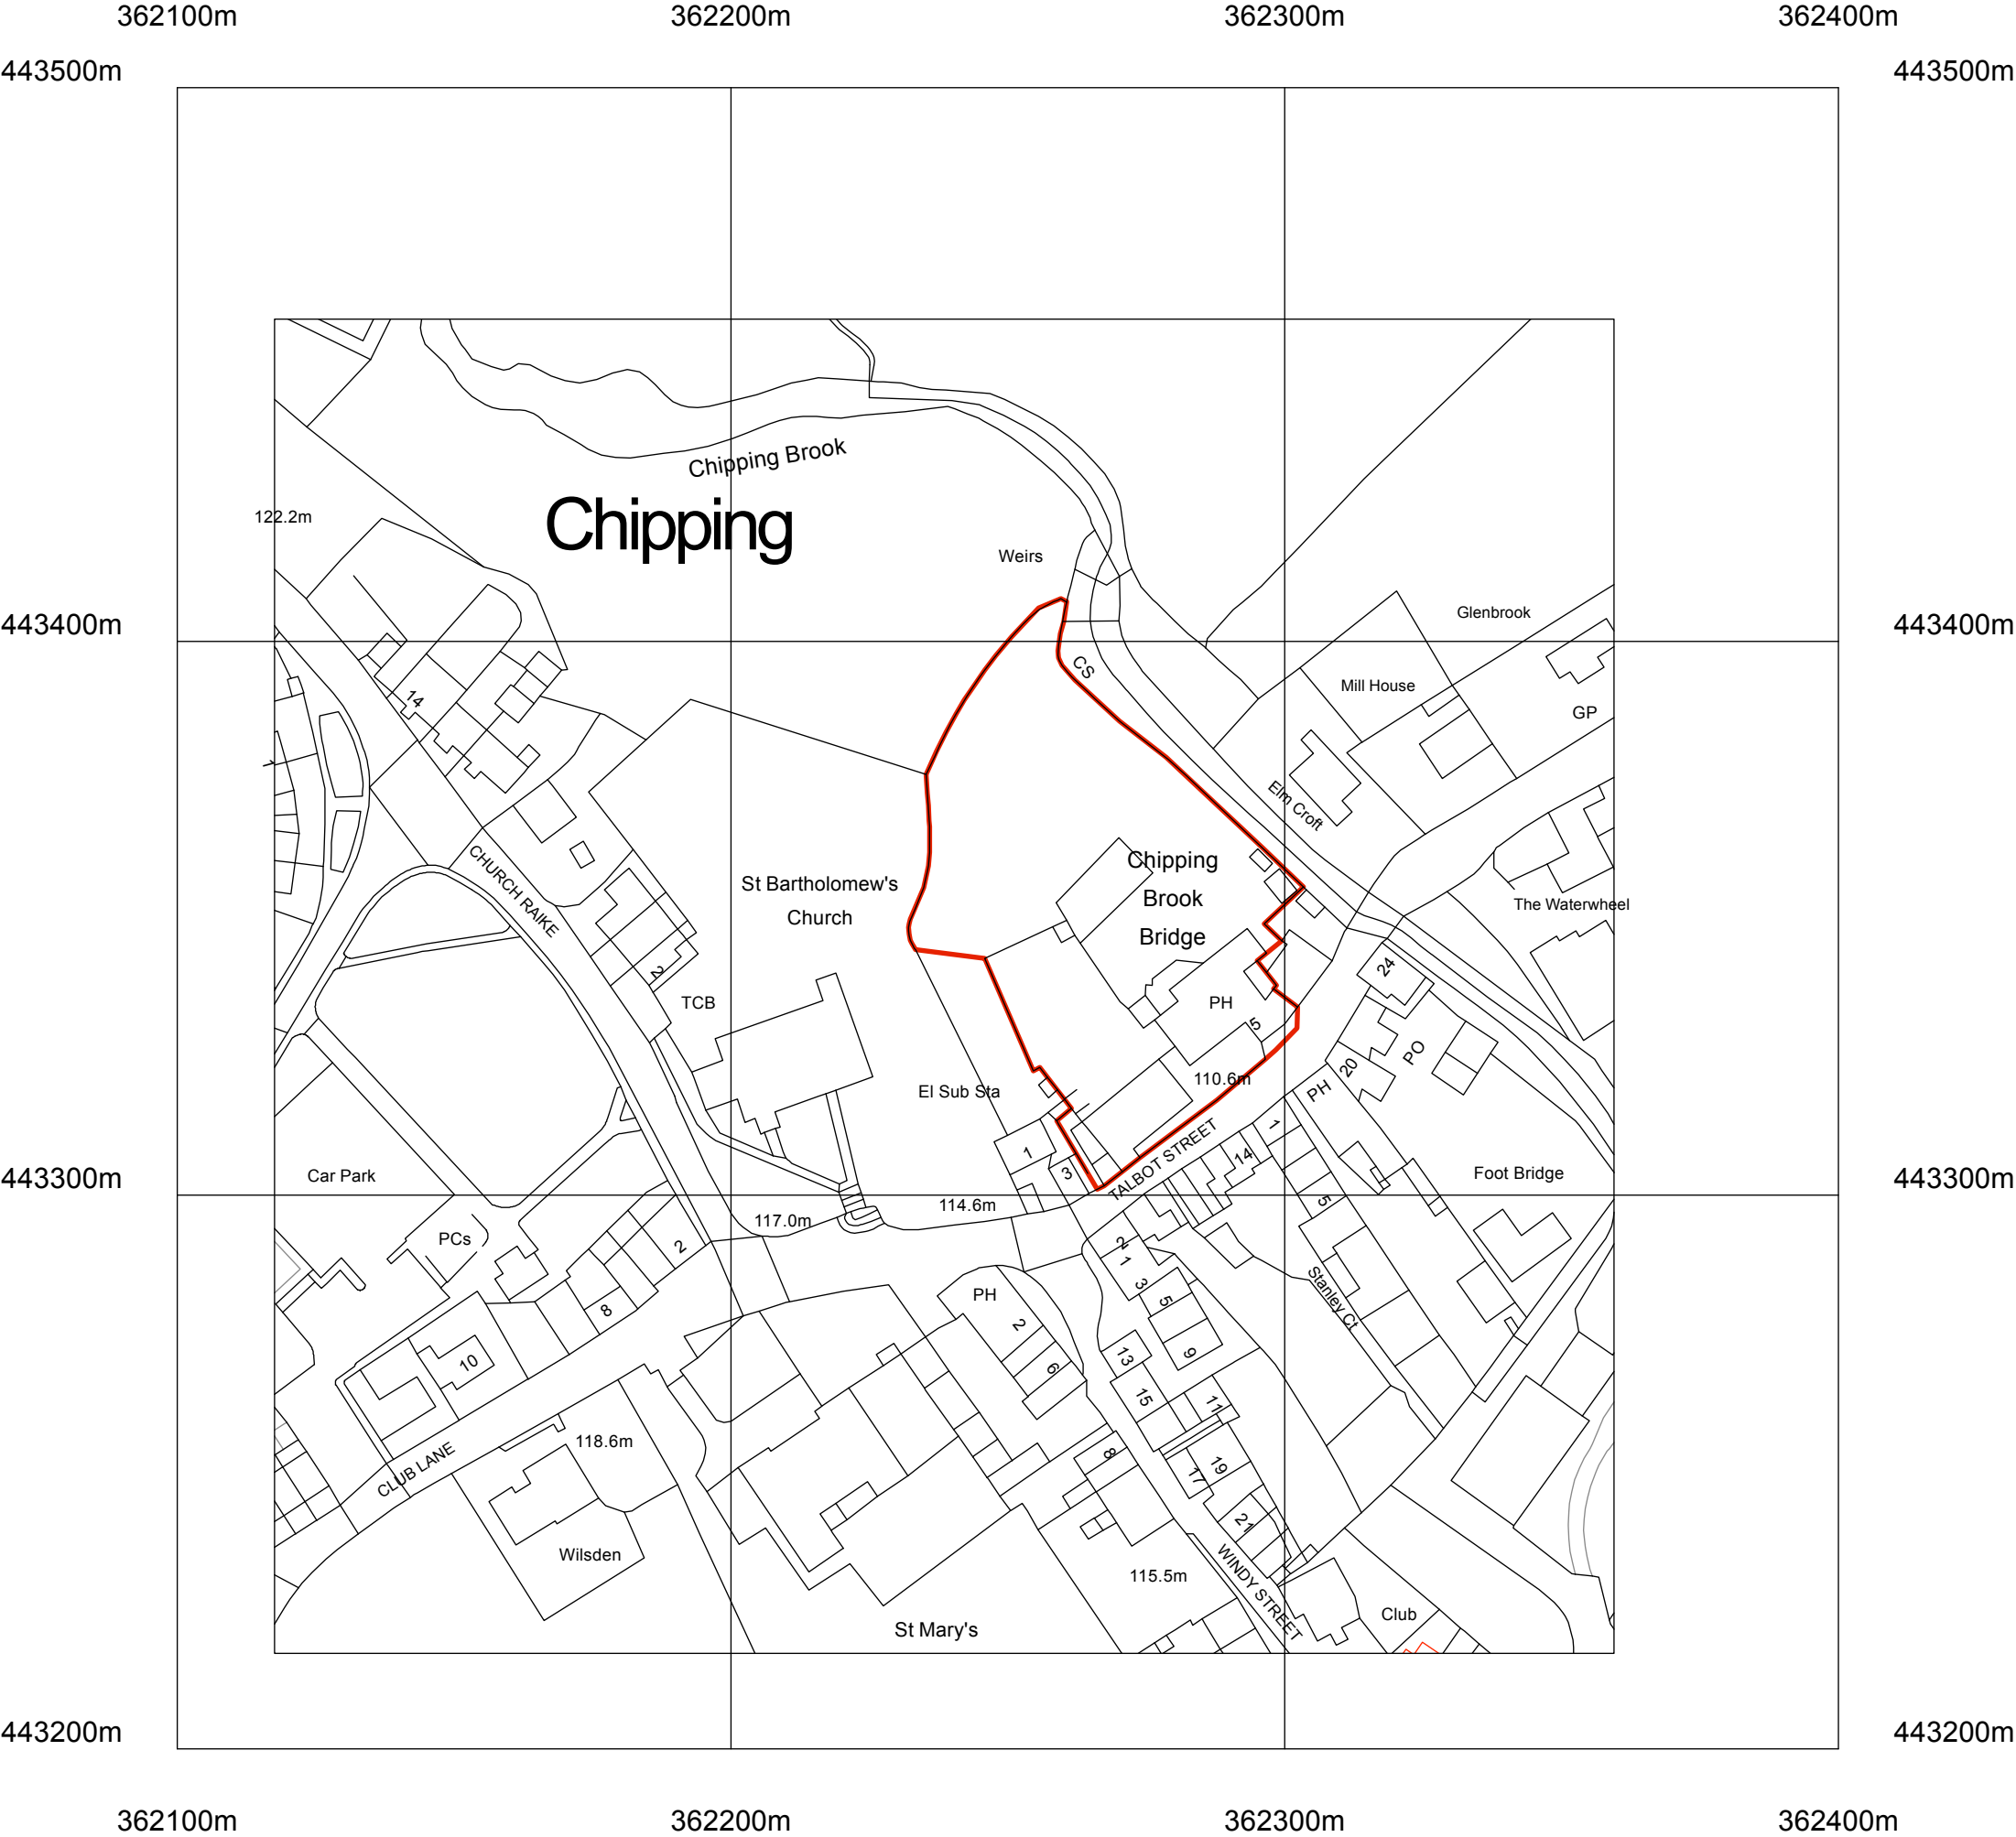 362100m
362200m
362300m
362400m
443500m
443500m
Chipping Brook
Chipping
122.2m
Weirs
443400m
443400m
Glenbrook
CS
Mill House
14
GP
1
Elm Croft
CHURCH RAIKE
St Bartholomew's
Church
Chipping
Brook
Bridge
The Waterwheel
2
24
TCB
PH
5
PO
20
110.6m
El Sub Sta
PH
1
TALBOT STREET
1
14
3
Car Park
Foot Bridge
443300m
443300m
5
114.6m
117.0m
PCs
2
2
1
3
5
Stanley Ct
PH
2
8
9
6
13
10
15
11
118.6m
8
CLUB LANE
19
17
21
Wilsden
115.5m
WINDY STREET
Club
St Mary's
443200m
443200m
362100m
362200m
362300m
362400m